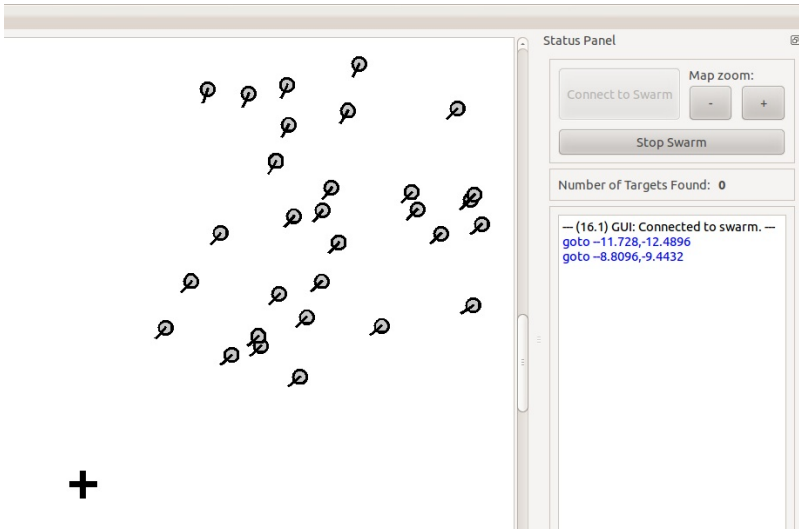 Status Panel
Connect to Swarm
Map zoom:
-
+
Stop Swarm
Number of Targets Found: 0
--- (16.1) GUI: Connected to swarm. ---
goto --11.728,-12.4896
goto --8.8096,-9.4432